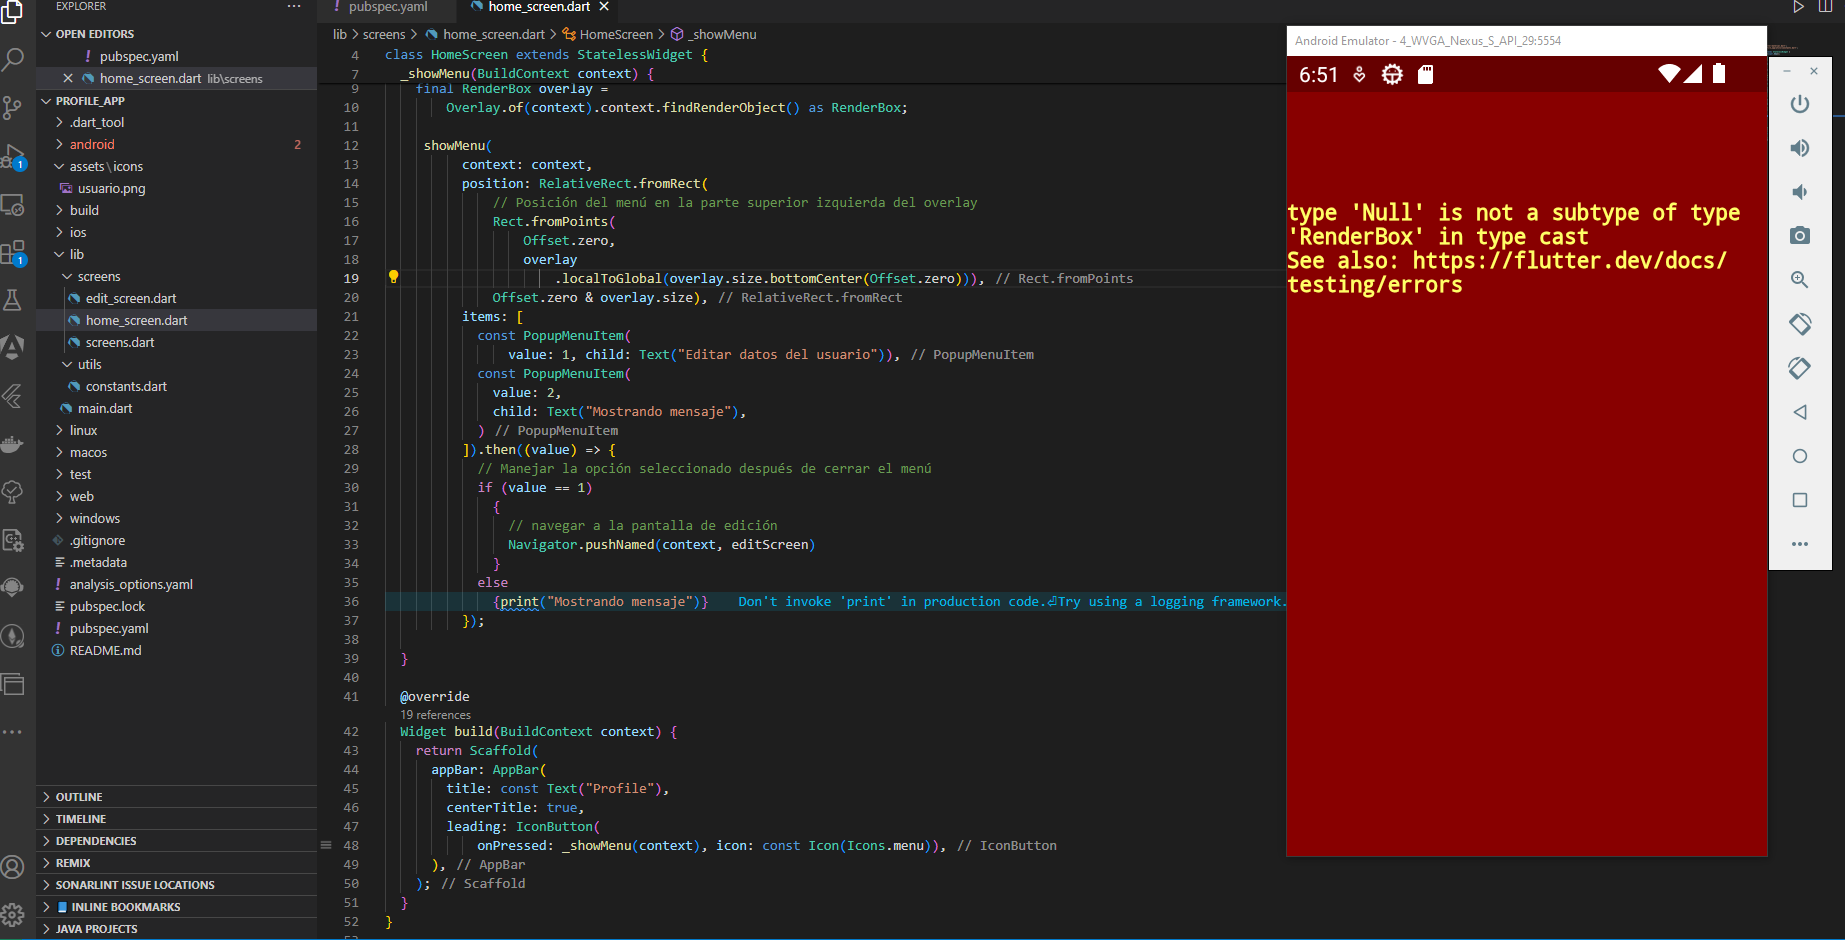 EXPLORER
···
OPEN EDITORS
! pubspec.yaml
× home_screen.dart lib\screens
PROFILE_APP
.dart_tool
android 2
assets\icons
usuario.png
build
ios
lib
screens
edit_screen.dart
home_screen.dart
screens.dart
utils
constants.dart
main.dart
linux
macos
test
web
windows
.gitignore
.metadata
! analysis_options.yaml
pubspec.lock
! pubspec.yaml
README.md
OUTLINE
TIMELINE
DEPENDENCIES
REMIX
SONARLINT ISSUE LOCATIONS
INLINE BOOKMARKS
JAVA PROJECTS
1
1
! pubspec.yaml
home_screen.dart ×
lib > screens > home_screen.dart > HomeScreen > _showMenu
4 class HomeScreen extends StatelessWidget {
7 _showMenu(BuildContext context) {
9 final RenderBox overlay =
10 Overlay.of(context).context.findRenderObject() as RenderBox;
11
12 showMenu(
13 context: context,
14 position: RelativeRect.fromRect(
15 // Posición del menú en la parte superior izquierda del overlay
16 Rect.fromPoints(
17 Offset.zero,
18 overlay
19 .localToGlobal(overlay.size.bottomCenter(Offset.zero))), // Rect.fromPoints
20 Offset.zero & overlay.size), // RelativeRect.fromRect
21 items: [
22 const PopupMenuItem(
23 value: 1, child: Text("Editar datos del usuario")), // PopupMenuItem
24 const PopupMenuItem(
25 value: 2,
26 child: Text("Mostrando mensaje"),
27 ) // PopupMenuItem
28 ]).then((value) => {
29 // Manejar la opción seleccionado después de cerrar el menú
30 if (value == 1)
31 {
32 // navegar a la pantalla de edición
33 Navigator.pushNamed(context, editScreen)
34 }
35 else
36 {print("Mostrando mensaje")} Don't invoke 'print' in production code.⏎Try using a logging framework.
37 });
38
39 }
40
41 @override
19 references
42 Widget build(BuildContext context) {
43 return Scaffold(
44 appBar: AppBar(
45 title: const Text("Profile"),
46 centerTitle: true,
47 leading: IconButton(
48 onPressed: _showMenu(context), icon: const Icon(Icons.menu)), // IconButton
49 ), // AppBar
50 ); // Scaffold
51 }
52 }
Android Emulator - 4_WVGA_Nexus_S_API_29:5554
6:51
type 'Null' is not a subtype of type
'RenderBox' in type cast
See also: https://flutter.dev/docs/
testing/errors